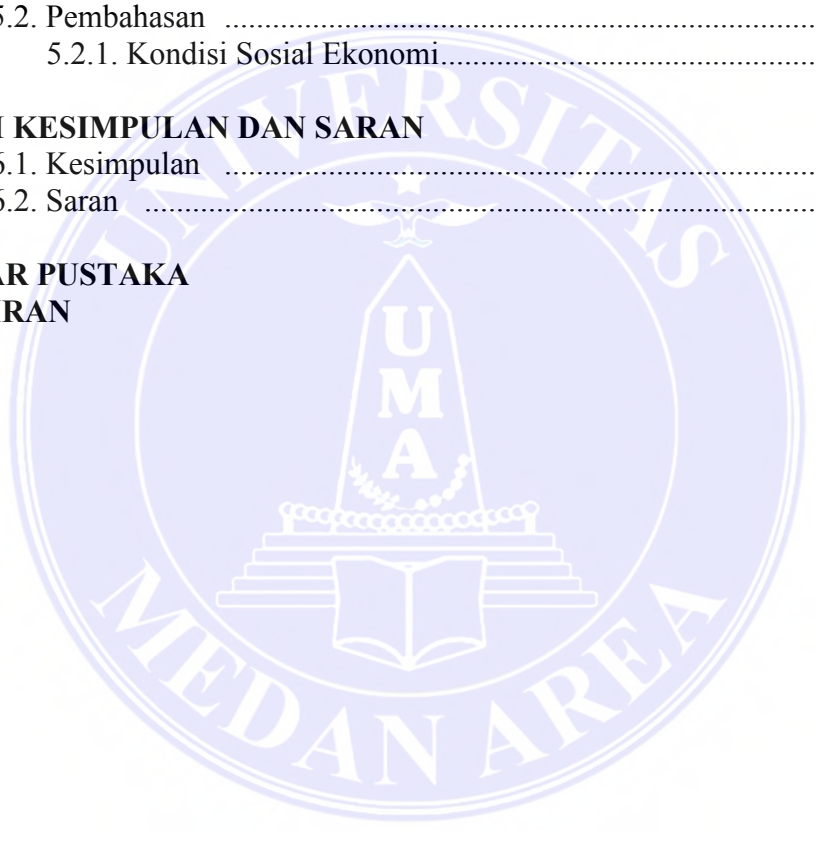 5.2. Pembahasan ................................................................................
5.2.1. Kondisi Sosial Ekonomi..................................................
I KESIMPULAN DAN SARAN
6.1. Kesimpulan ................................................................................
6.2. Saran ..........................................................................................
AR PUSTAKA
IRAN
UNIVERSITAS
U
M
A
MEDAN AREA